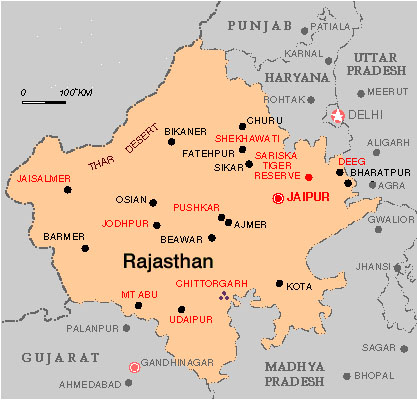 PUNJAB
PATIALA
KARNAL
UTTAR
PRADESH
HARYANA
MEERUT
ROHTAK
0 100 KM
DELHI
CHURU
THAR DESERT
BIKANER
SHEKHAWATI
FATEHPUR
SIKAR
SARISKA
TIGER
RESERVE
ALIGARH
DEEG
BHARATPUR
AGRA
JAISALMER
OSIAN
JAIPUR
PUSHKAR
JODHPUR
AJMER
GWALIOR
BARMER
BEAWAR
Rajasthan
JHANSI
CHITTORGARH
KOTA
MT ABU
UDAIPUR
PALANPUR
GUJARAT
GANDHINAGAR
SAGAR
MADHYA
PRADESH
BHOPAL
AHMEDABAD